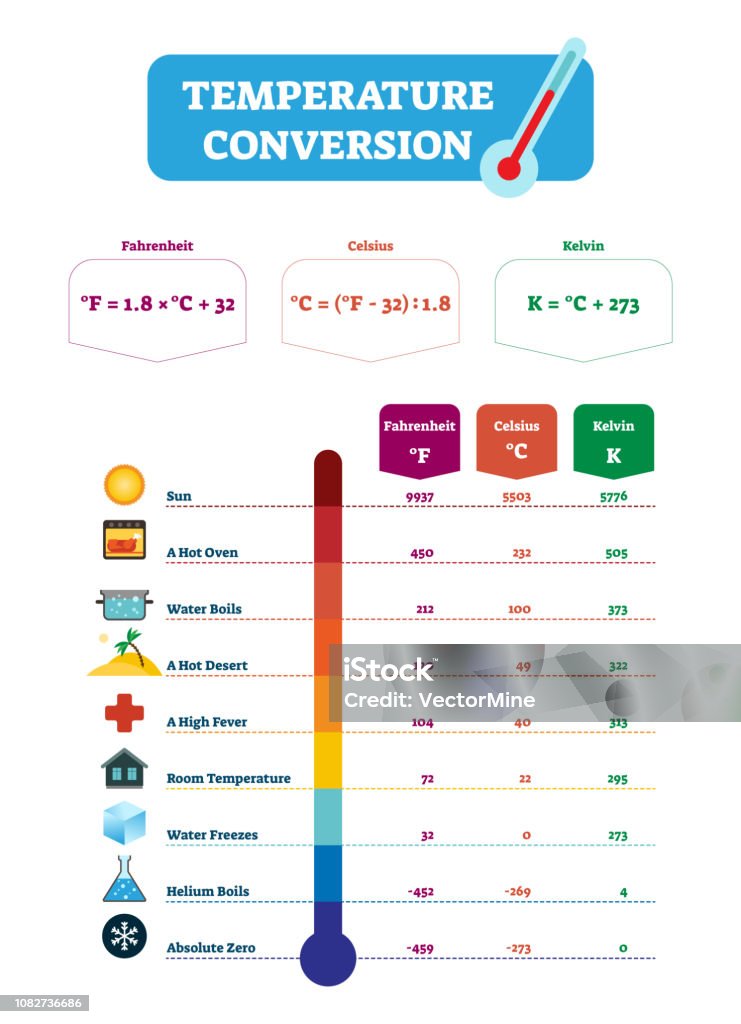 TEMPERATURE
CONVERSION
Fahrenheit Celsius Kelvin
°F = 1.8 × °C + 32 °C = (°F - 32) : 1.8 K = °C + 273
Fahrenheit Celsius Kelvin
°F °C K
Sun 9937 5503 5776
A Hot Oven 450 232 505
Water Boils 212 100 373
A Hot Desert 49 322
iStock™
Credit: VectorMine
A High Fever 104 40 313
Room Temperature 72 22 295
Water Freezes 32 0 273
Helium Boils -452 -269 4
Absolute Zero -459 -273 0
1082736686